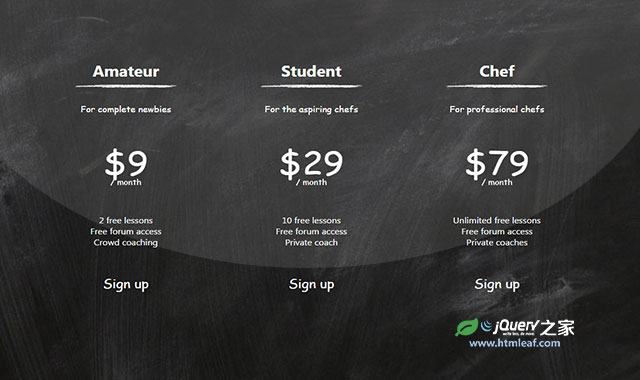 Amateur
For complete newbies
$9
/ month
2 free lessons
Free forum access
Crowd coaching
Sign up
Student
For the aspiring chefs
$29
/ month
10 free lessons
Free forum access
Private coach
Sign up
Chef
For professional chefs
$79
/ month
Unlimited free lessons
Free forum access
Private coaches
Sign up
jQuery之家
write less, do more.
www.htmleaf.com